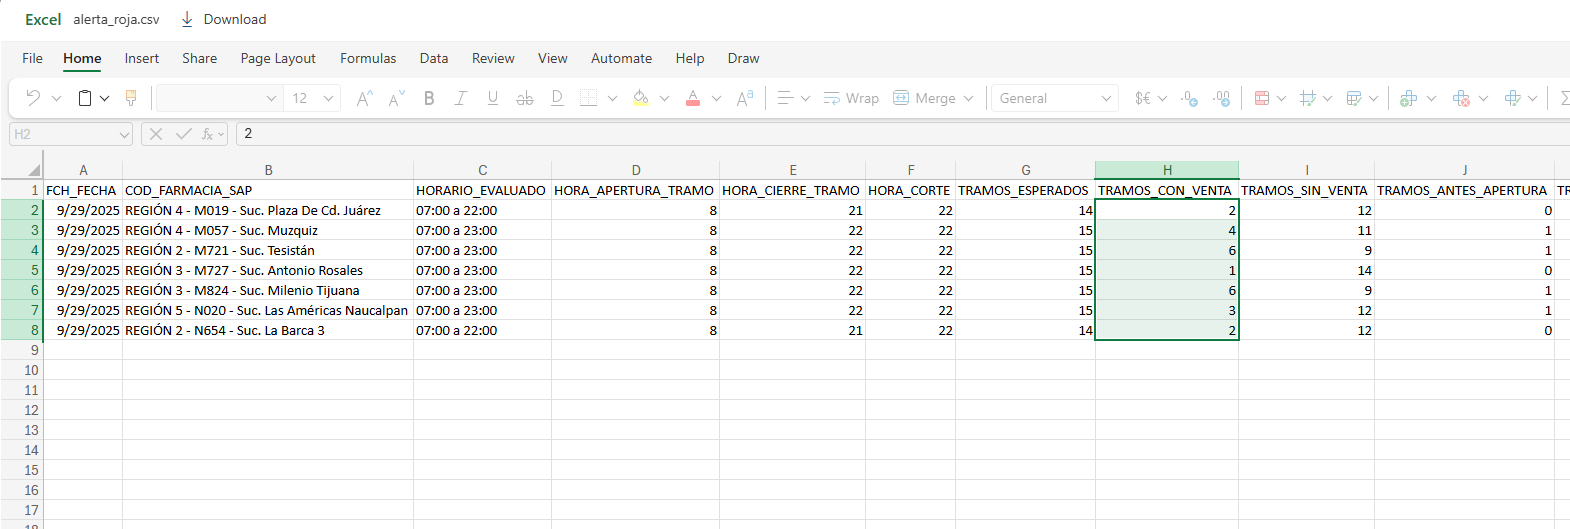 Excel alerta_roja.csv Download
File Home Insert Share Page Layout Formulas Data Review View Automate Help Draw
12 A^ A˅ B I U ab D A Aª Wrap Merge General $€ .0 .00
H2 fx 2
A B C D E F G H I J
1 FCH_FECHA COD_FARMACIA_SAP HORARIO_EVALUADO HORA_APERTURA_TRAMO HORA_CIERRE_TRAMO HORA_CORTE TRAMOS_ESPERADOS TRAMOS_CON_VENTA TRAMOS_SIN_VENTA TRAMOS_ANTES_APERTURA
2 9/29/2025 REGIÓN 4 - M019 - Suc. Plaza De Cd. Juárez 07:00 a 22:00 8 21 22 14 2 12 0
3 9/29/2025 REGIÓN 4 - M057 - Suc. Muzquiz 07:00 a 23:00 8 22 22 15 4 11 1
4 9/29/2025 REGIÓN 2 - M721 - Suc. Tesistán 07:00 a 23:00 8 22 22 15 6 9 1
5 9/29/2025 REGIÓN 3 - M727 - Suc. Antonio Rosales 07:00 a 23:00 8 22 22 15 1 14 0
6 9/29/2025 REGIÓN 3 - M824 - Suc. Milenio Tijuana 07:00 a 23:00 8 22 22 15 6 9 1
7 9/29/2025 REGIÓN 5 - N020 - Suc. Las Américas Naucalpan 07:00 a 23:00 8 22 22 15 3 12 1
8 9/29/2025 REGIÓN 2 - N654 - Suc. La Barca 3 07:00 a 22:00 8 21 22 14 2 12 0
9
10
11
12
13
14
15
16
17